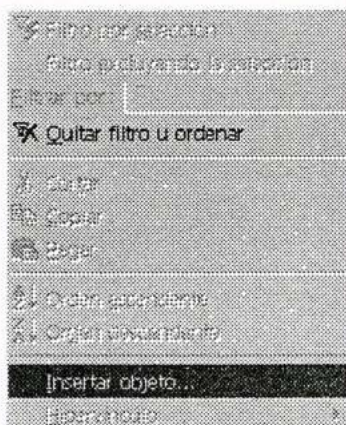 Filtro por selección
Filtro excluyendo la selección
Filtrar por:
Quitar filtro u ordenar
Cortar
Copiar
Pegar
Orden ascendente
Orden descendente
Insertar objeto...
Hipervínculo